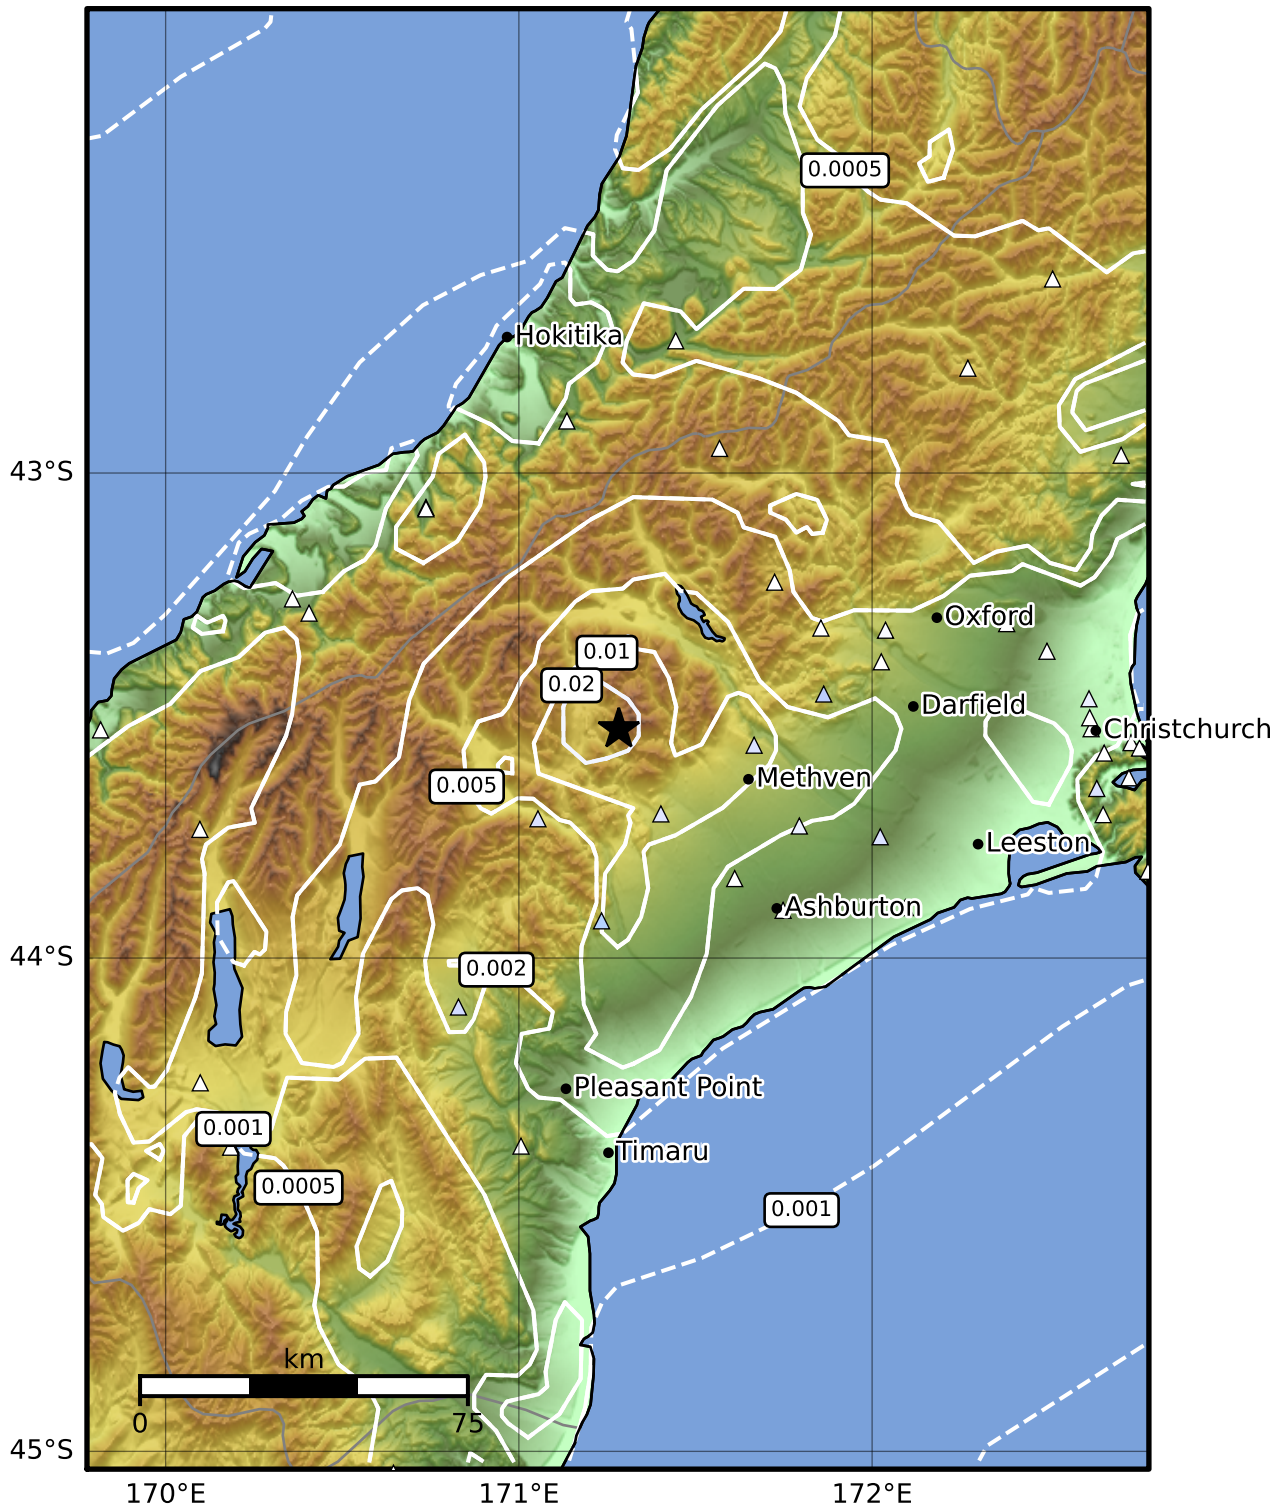 0.0005
Hokitika
43°S
Oxford
0.01
0.02
Darfield
Christchurch
0.005
Methven
Leeston
Ashburton
44°S
0.002
Pleasant Point
0.001
Timaru
0.0005
0.001
km
0
75
45°S
170°E
171°E
172°E